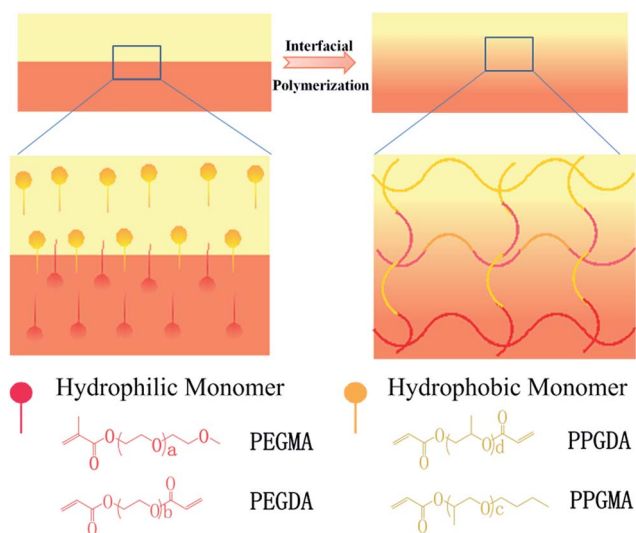 Interfacial
Polymerization
Hydrophilic Monomer
Hydrophobic Monomer
O
O
O
a
O
PEGMA
O
O
O
d
O
PPGDA
O
O
O
b
O
PEGDA
O
O
O
c
PPGMA